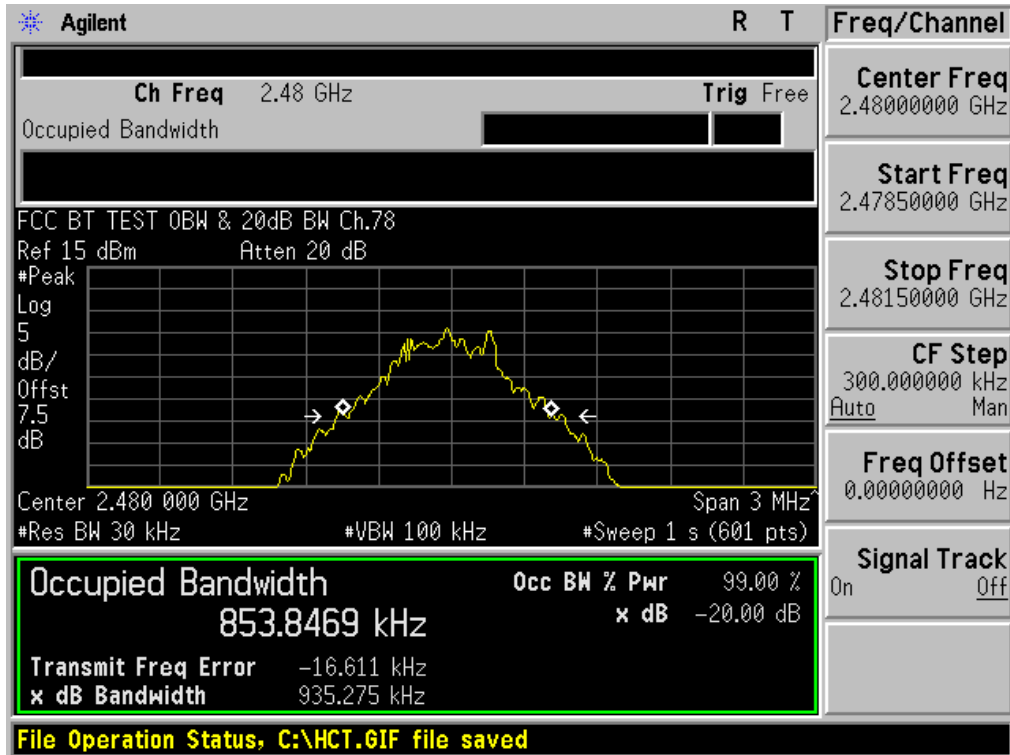 Agilent R T Freq/Channel
Ch Freq 2.48 GHz Trig Free
Occupied Bandwidth
Center Freq
2.48000000 GHz
Start Freq
2.47850000 GHz
Stop Freq
2.48150000 GHz
CF Step
300.000000 kHz
Auto Man
Freq Offset
0.00000000 Hz
Signal Track
On Off
FCC BT TEST OBW & 20dB BW Ch.78
Ref 15 dBm Atten 20 dB
#Peak
Log
5
dB/
Offst
7.5
dB
Center 2.480 000 GHz Span 3 MHz^
#Res BW 30 kHz #VBW 100 kHz #Sweep 1 s (601 pts)
Occupied Bandwidth Occ BW % Pwr 99.00 %
853.8469 kHz x dB -20.00 dB
Transmit Freq Error -16.611 kHz
x dB Bandwidth 935.275 kHz
File Operation Status, C:\HCT.GIF file saved